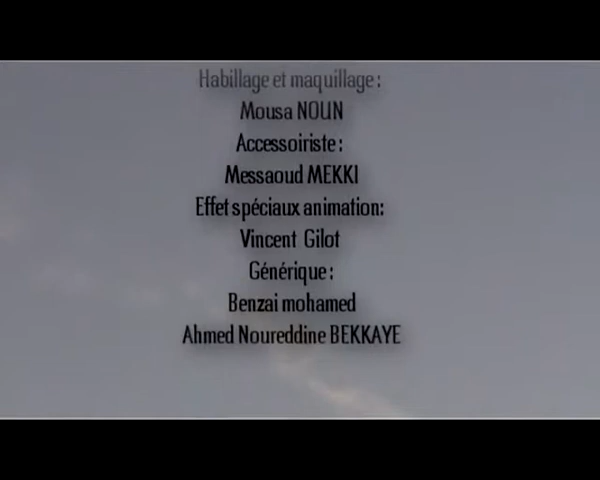 Habillage et maquillage :
Mousa NOUN
Accessoiriste :
Messaoud MEKKI
Effet spéciaux animation:
Vincent Gilot
Générique :
Benzai mohamed
Ahmed Noureddine BEKKAYE